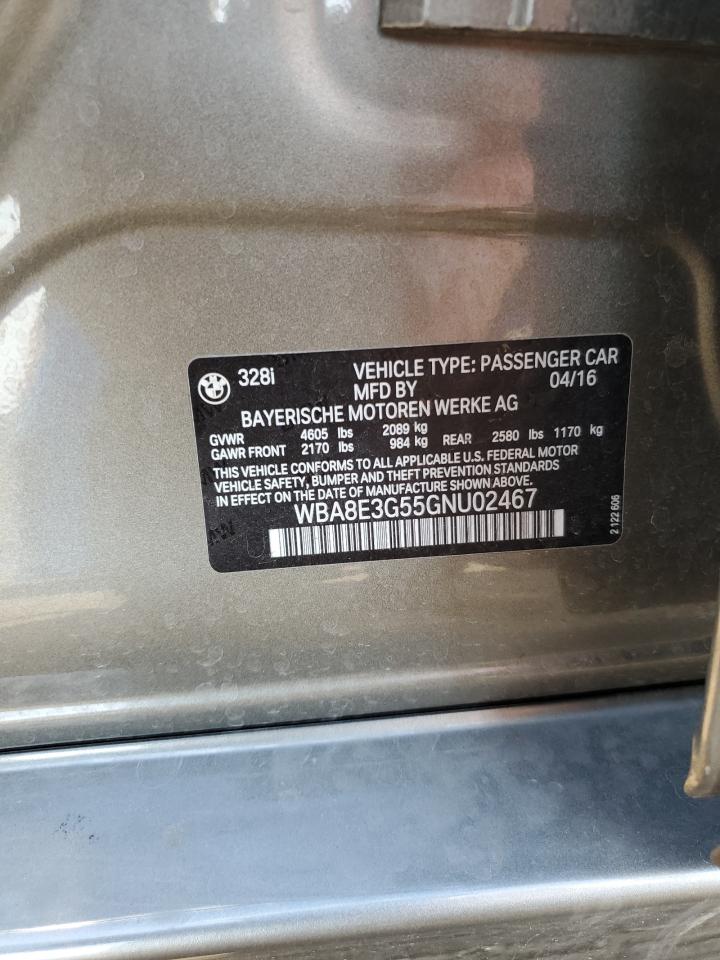 328i VEHICLE TYPE: PASSENGER CAR
MFD BY 04/16
BAYERISCHE MOTOREN WERKE AG
GVWR 4605 lbs 2089 kg
GAWR FRONT 2170 lbs 984 kg REAR 2580 lbs 1170 kg
THIS VEHICLE CONFORMS TO ALL APPLICABLE U.S. FEDERAL MOTOR
VEHICLE SAFETY, BUMPER AND THEFT PREVENTION STANDARDS
IN EFFECT ON THE DATE OF MANUFACTURE SHOWN ABOVE.
WBA8E3G55GNU02467
2 122 606